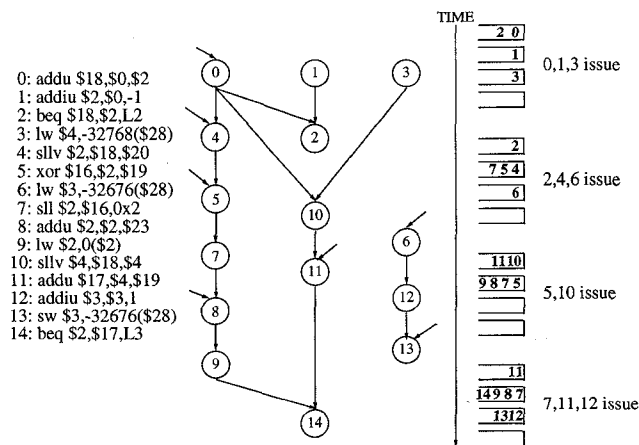 0: addu $18,$0,$2
1: addiu $2,$0,-1
2: beq $18,$2,L2
3: lw $4,-32768($28)
4: sllv $2,$18,$20
5: xor $16,$2,$19
6: lw $3,-32676($28)
7: sll $2,$16,0x2
8: addu $2,$2,$23
9: lw $2,0($2)
10: sllv $4,$18,$4
11: addu $17,$4,$19
12: addiu $3,$3,1
13: sw $3,-32676($28)
14: beq $2,$17,L3
0
1
3
4
2
5
10
6
7
11
12
8
13
9
14
TIME
2 0
1
3
0,1,3 issue
2
7 5 4
6
2,4,6 issue
1110
9 8 7 5
5,10 issue
11
14 9 8 7
1312
7,11,12 issue